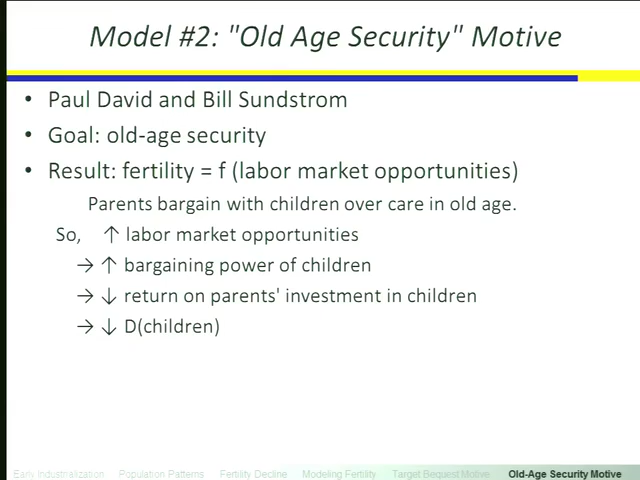 Model #2: "Old Age Security" Motive
• Paul David and Bill Sundstrom
• Goal: old-age security
• Result: fertility = f (labor market opportunities)
Parents bargain with children over care in old age.
So, ↑ labor market opportunities
→ ↑ bargaining power of children
→ ↓ return on parents' investment in children
→ ↓ D(children)
Early Industrialization Population Patterns Fertility Decline Modeling Fertility Target Bequest Motive Old-Age Security Motive